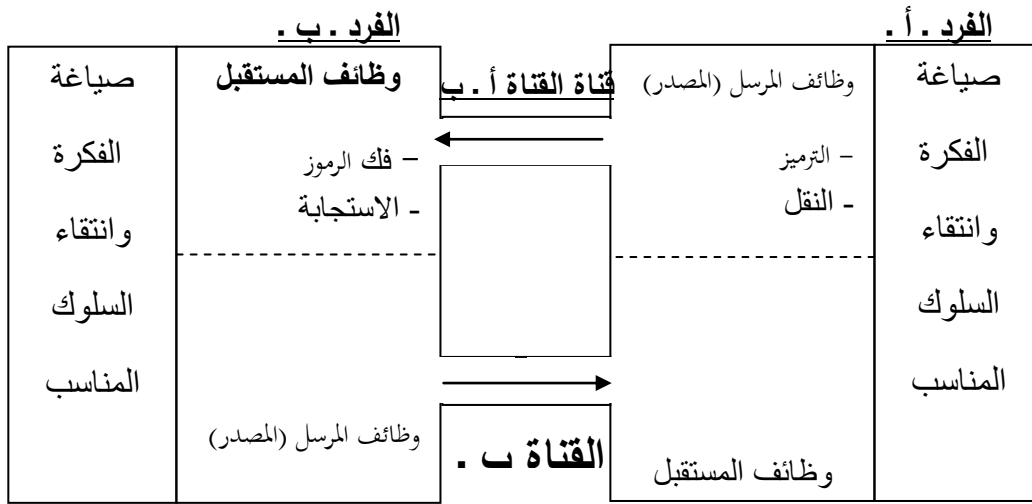 الفرد . أ .
الفرد . ب .
صياغة
الفكرة
وانتقاء
السلوك
المناسب
وظائف المرسل (المصدر)
– الترميز
- النقل
وظائف المستقبل
قناة القناة أ . ب
القناة ب .
وظائف المستقبل
– فك الرموز
- الاستجابة
وظائف المرسل (المصدر)
صياغة
الفكرة
وانتقاء
السلوك
المناسب